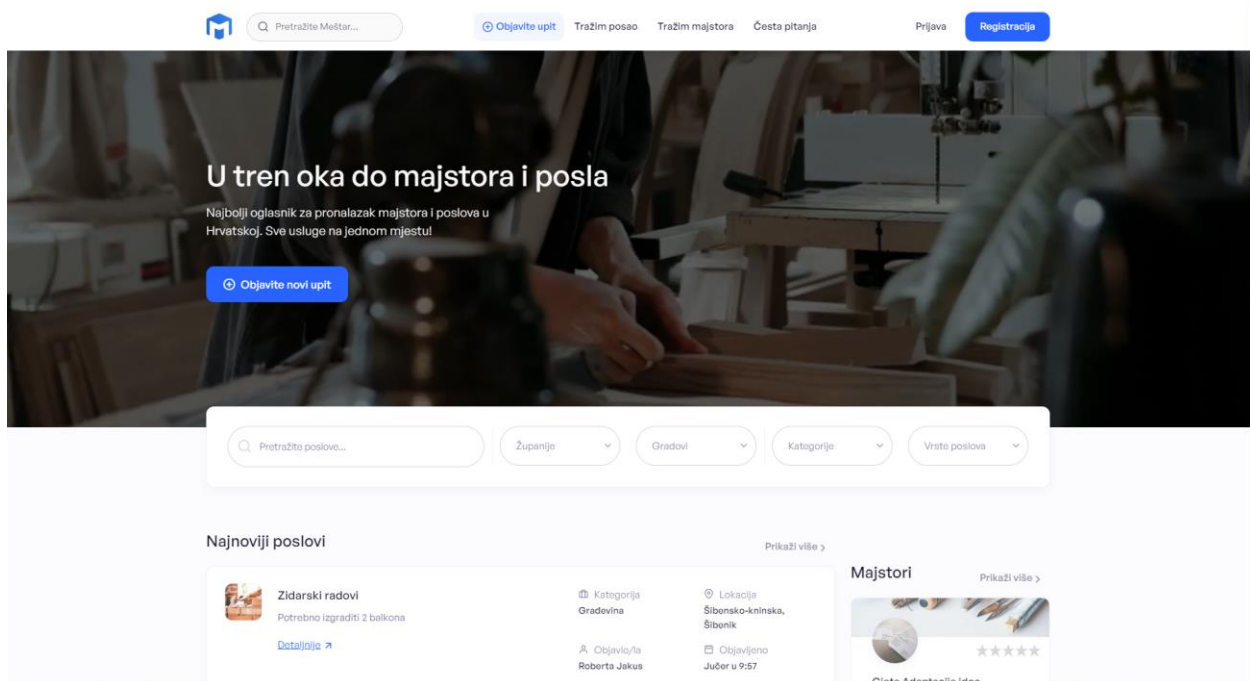 Pretražite Meštar...
Objavite upit
Tražim posao
Tražim majstora
Česta pitanja
Prijava
Registracija
U tren oka do majstora i posla
Najbolji oglasnik za pronalazak majstora i poslova u
Hrvatskoj. Sve usluge na jednom mjestu!
Objavite novi upit
Pretražite poslove...
Županije
Gradovi
Kategorije
Vrste poslova
Najnoviji poslovi
Prikaži više
Zidarski radovi
Potrebno izgraditi 2 balkona
Detaljnije
Kategorija
Građevina
Lokacija
Šibensko-kninska,
Šibenik
Objavio/la
Roberta Jakus
Objavljeno
Jučer u 9:57
Majstori
Prikaži više